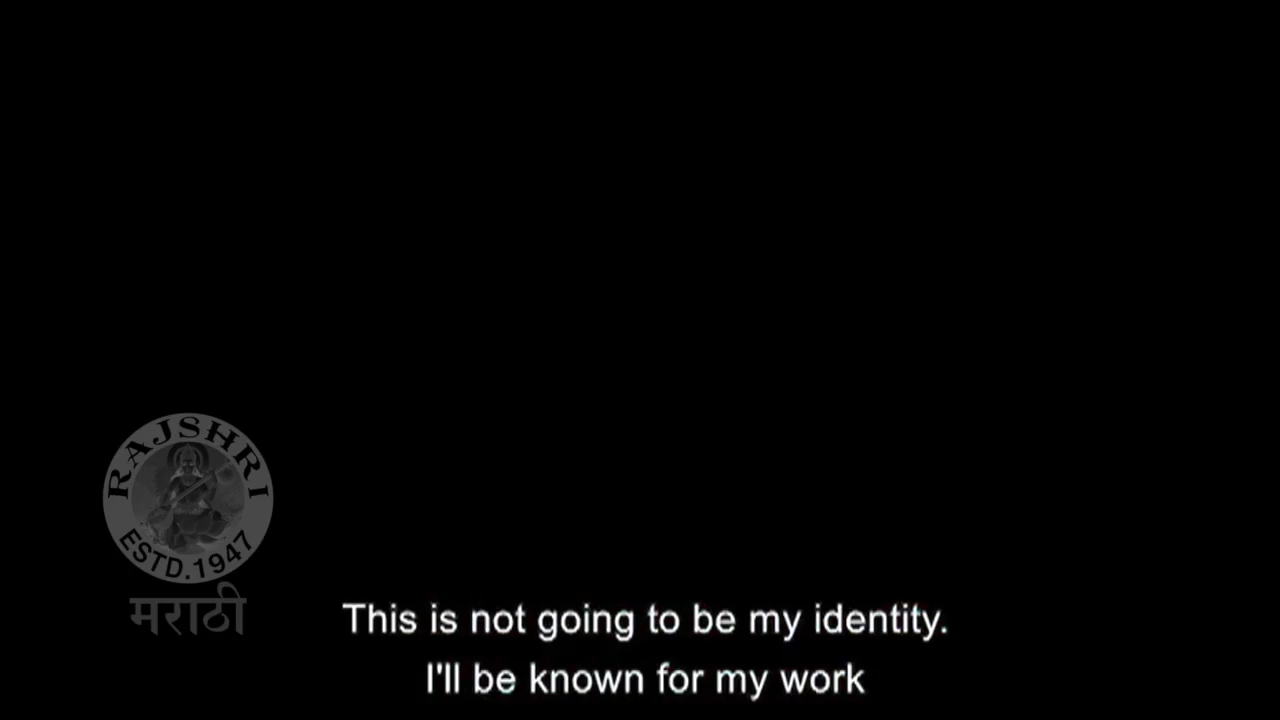 RAJSHRI
ESTD.1947
मराठी
This is not going to be my identity.
I'll be known for my work